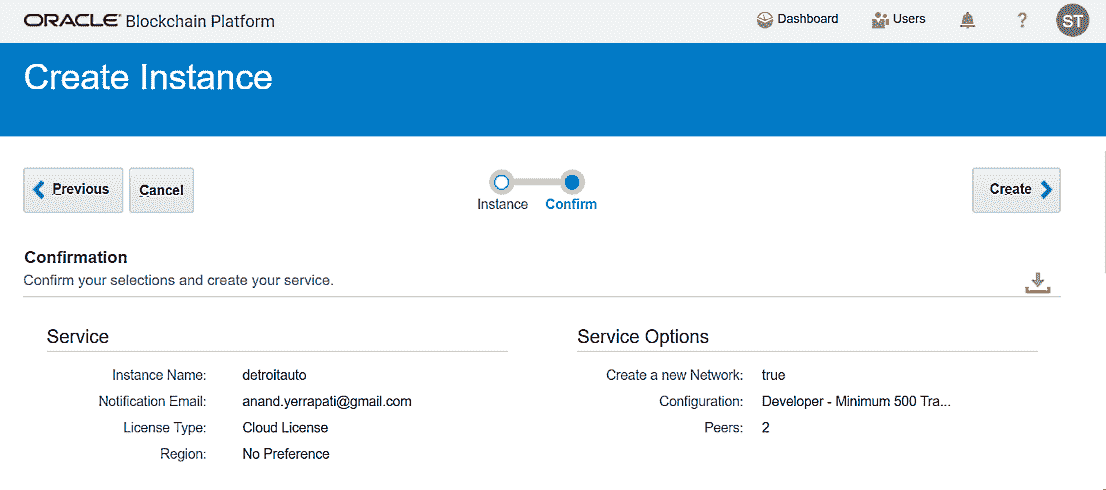 ORACLE® Blockchain Platform Dashboard Users ? ST
Create Instance
Previous Cancel Create
Instance Confirm
Confirmation
Confirm your selections and create your service.
Service Service Options
Instance Name: detroitauto Create a new Network: true
Notification Email: anand.yerrapati@gmail.com Configuration: Developer - Minimum 500 Tra...
License Type: Cloud License Peers: 2
Region: No Preference